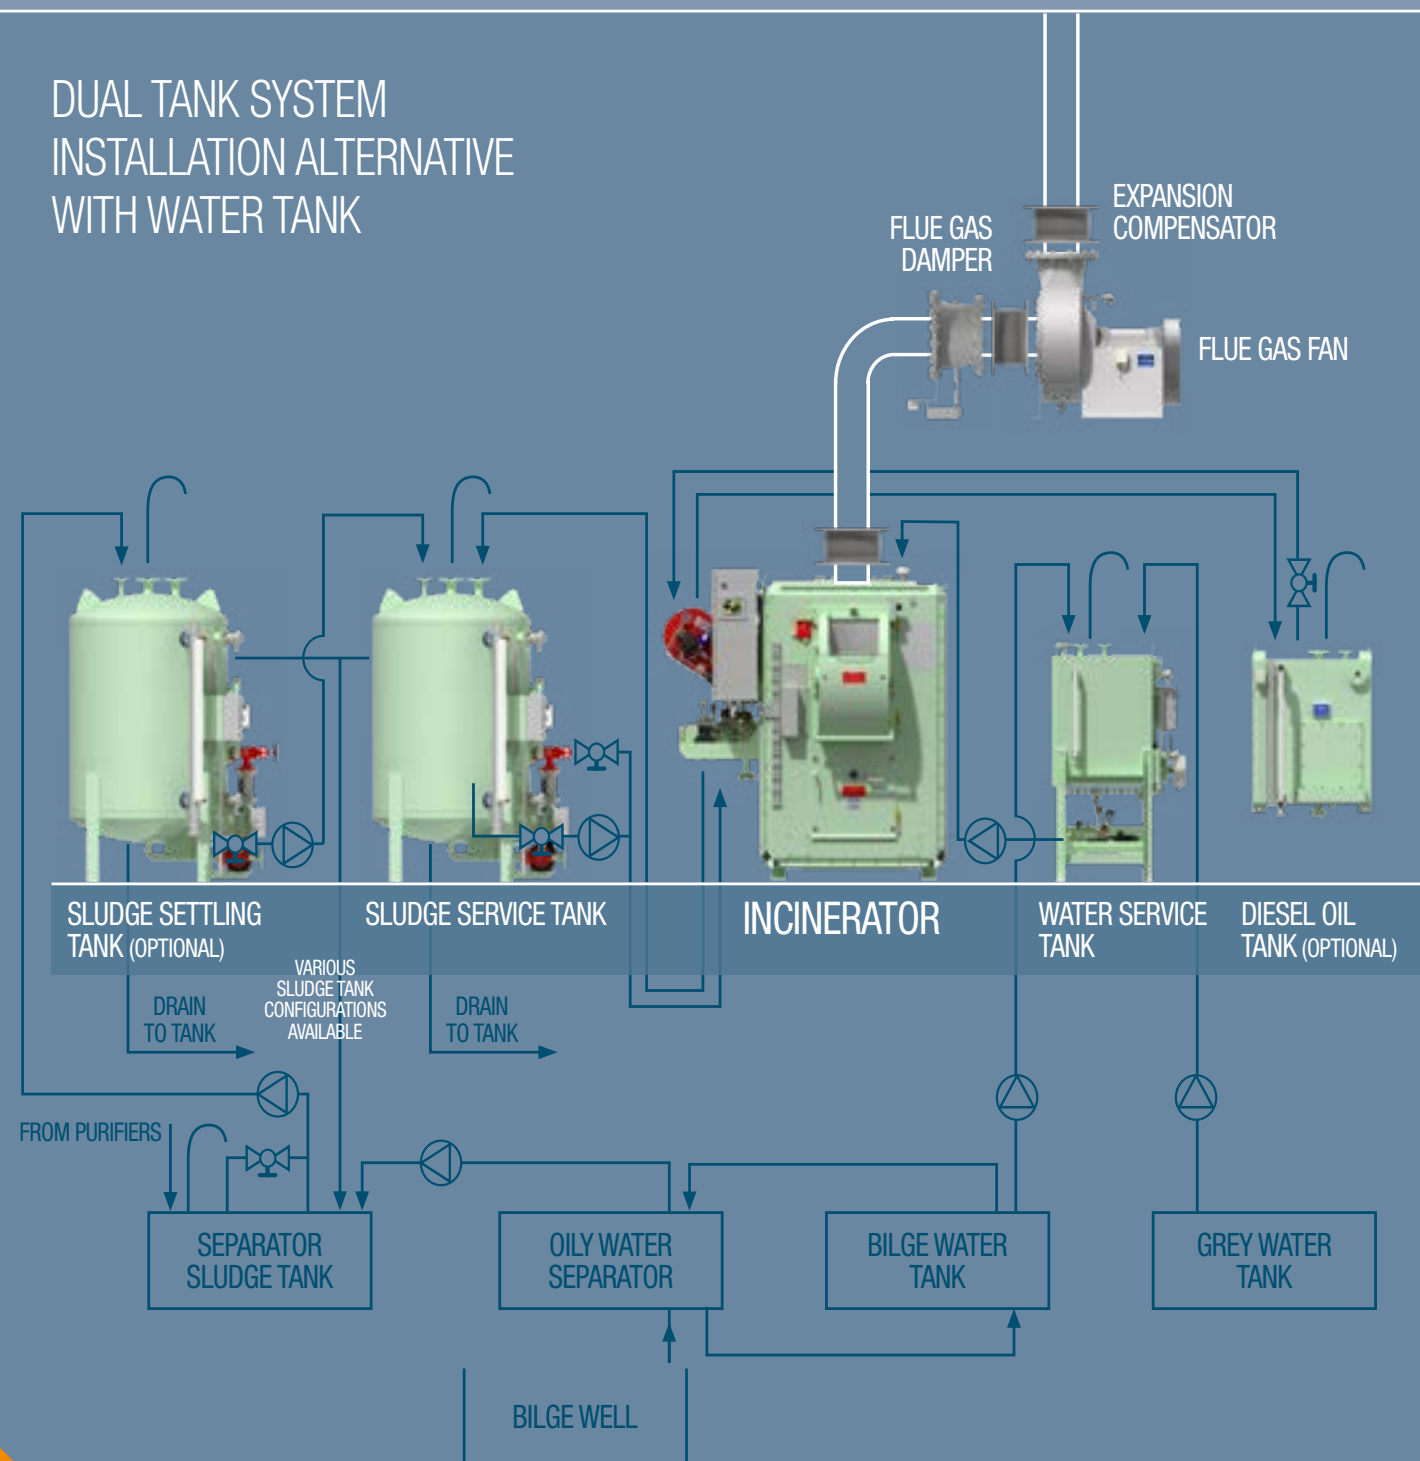 DUAL TANK SYSTEM
INSTALLATION ALTERNATIVE
WITH WATER TANK
EXPANSION
COMPENSATOR
FLUE GAS
DAMPER
FLUE GAS FAN
SLUDGE SETTLING
TANK (OPTIONAL)
SLUDGE SERVICE TANK
INCINERATOR
WATER SERVICE
TANK
DIESEL OIL
TANK (OPTIONAL)
VARIOUS
SLUDGE TANK
CONFIGURATIONS
AVAILABLE
DRAIN
TO TANK
DRAIN
TO TANK
FROM PURIFIERS
SEPARATOR
SLUDGE TANK
OILY WATER
SEPARATOR
BILGE WATER
TANK
GREY WATER
TANK
BILGE WELL